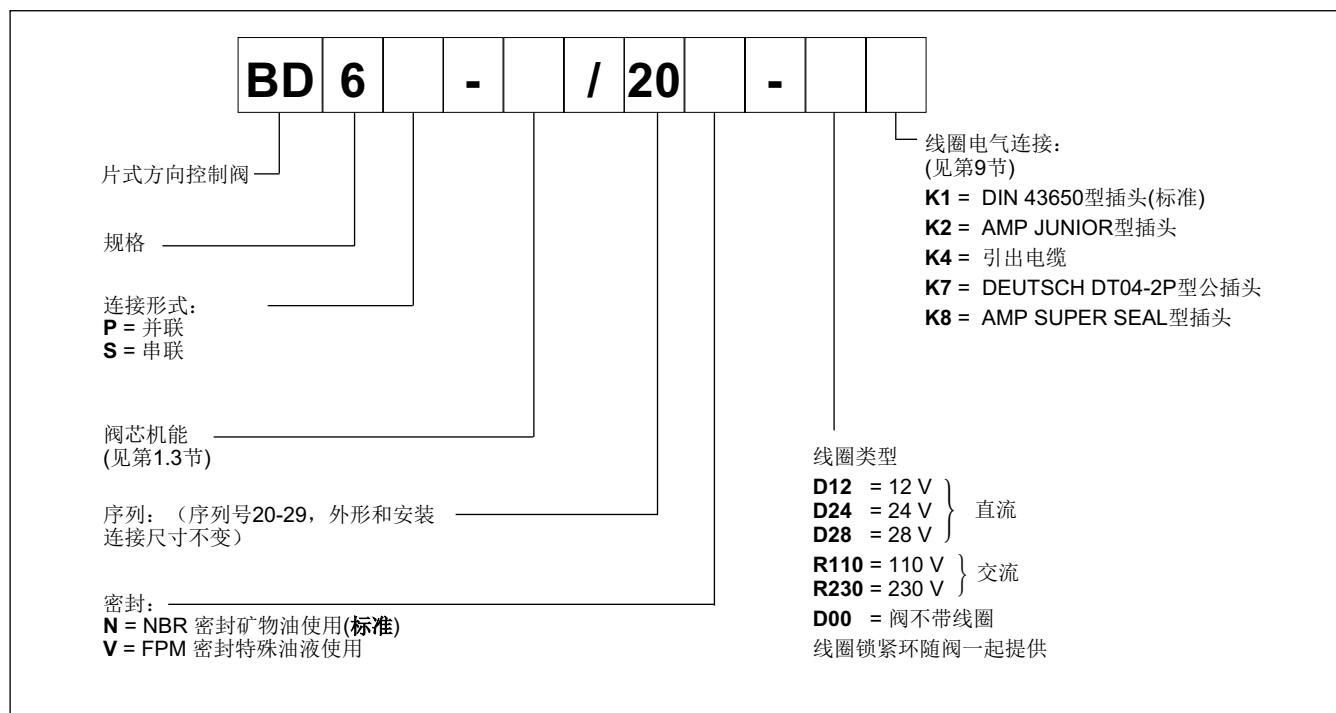 BD 6 - / 20 -
片式方向控制阀
规格
连接形式：
P = 并联
S = 串联
阀芯机能
(见第1.3节)
序列：（序列号20-29，外形和安装
连接尺寸不变）
密封：
N = NBR 密封矿物油使用(标准)
V = FPM 密封特殊油液使用
线圈电气连接：
(见第9节)
K1 = DIN 43650型插头(标准)
K2 = AMP JUNIOR型插头
K4 = 引出电缆
K7 = DEUTSCH DT04-2P型公插头
K8 = AMP SUPER SEAL型插头
线圈类型
D12 = 12 V
D24 = 24 V
D28 = 28 V
直流
R110 = 110 V
R230 = 230 V
交流
D00 = 阀不带线圈
线圈锁紧环随阀一起提供